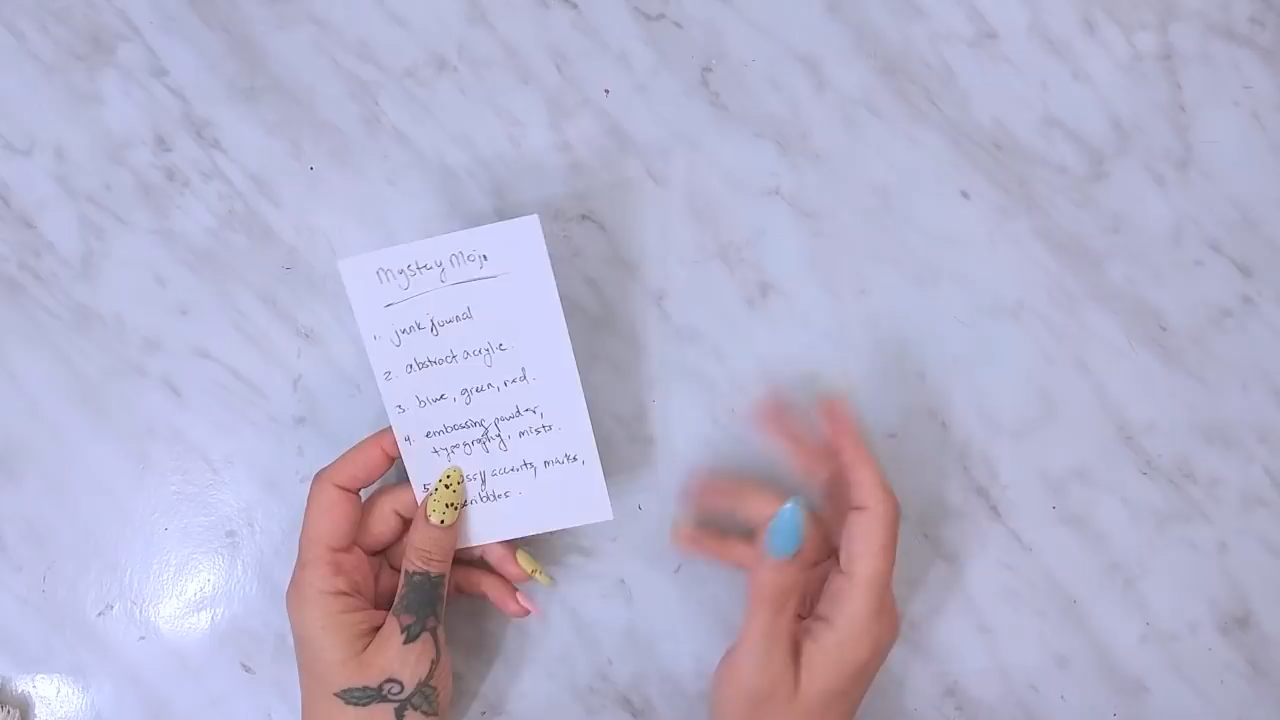 Mystery Mojo
1. junk journal
2. abstract acrylic.
3. blue, green, red.
4. embossing powder,
typography, mists.
5. accents, marks,